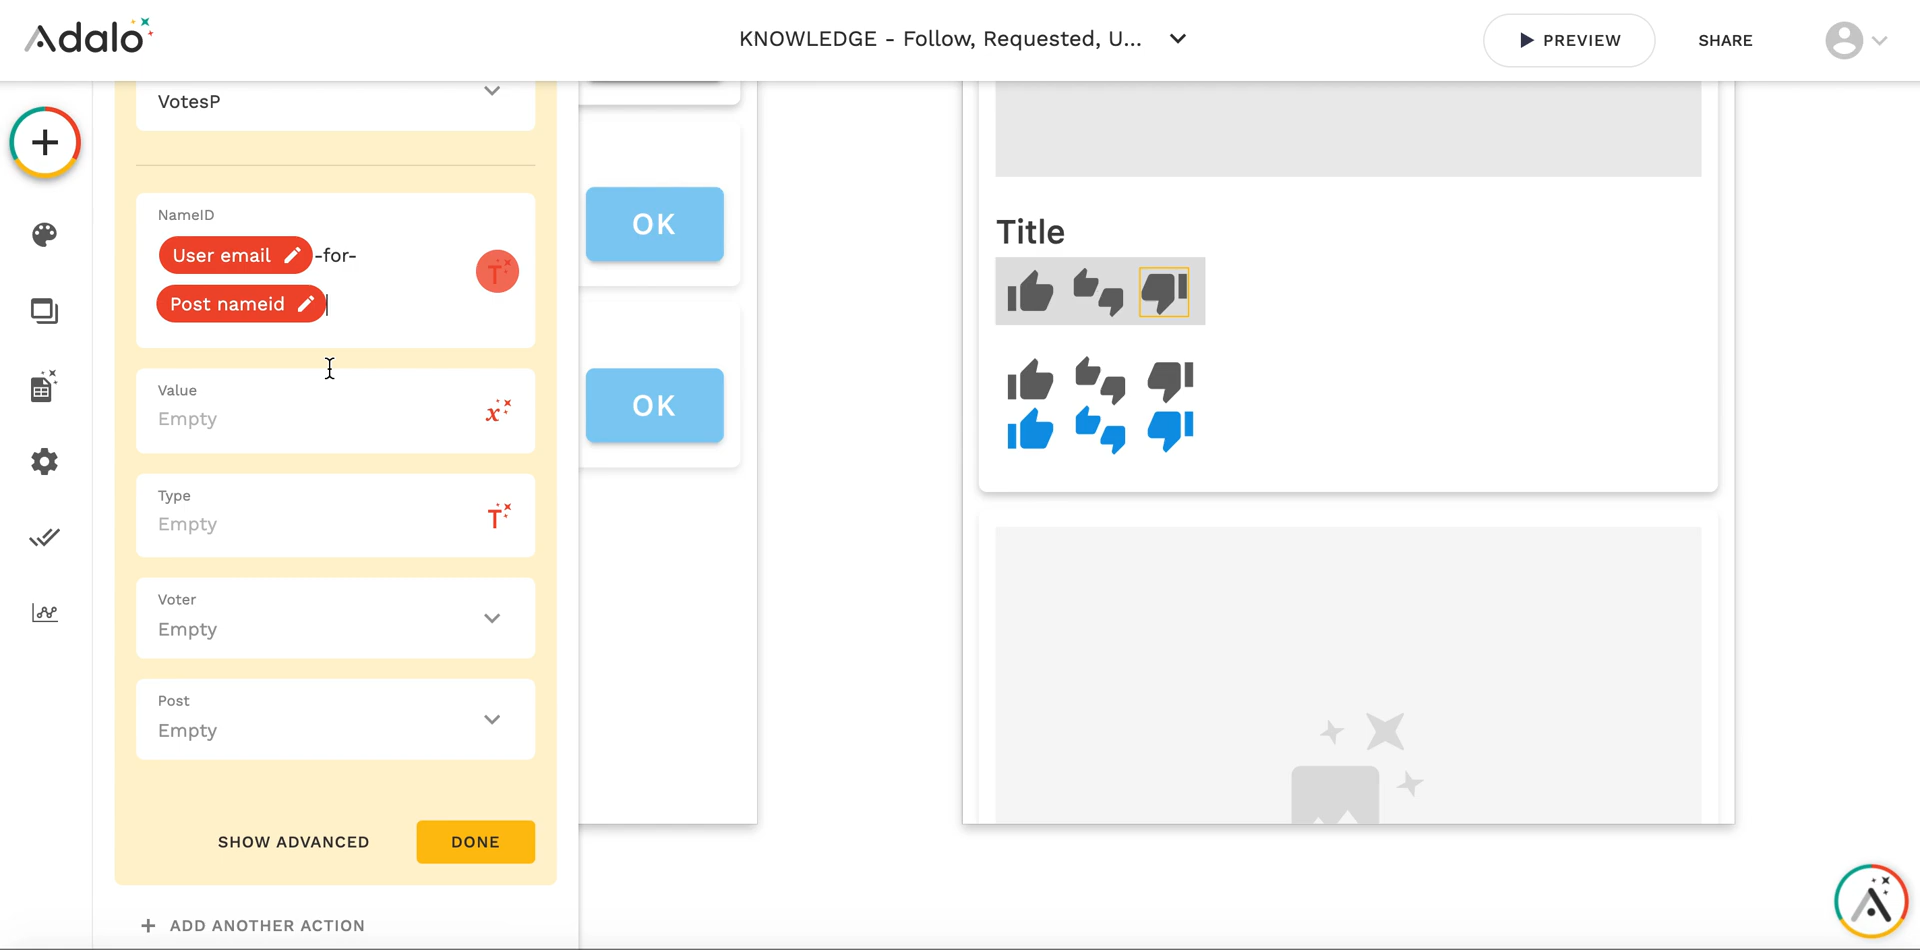 Adalo
KNOWLEDGE - Follow, Requested, U...
PREVIEW
SHARE
VotesP
NameID
User email -for-
Post nameid
Value
Empty
Type
Empty
Voter
Empty
Post
Empty
SHOW ADVANCED
DONE
+ ADD ANOTHER ACTION
OK
OK
Title